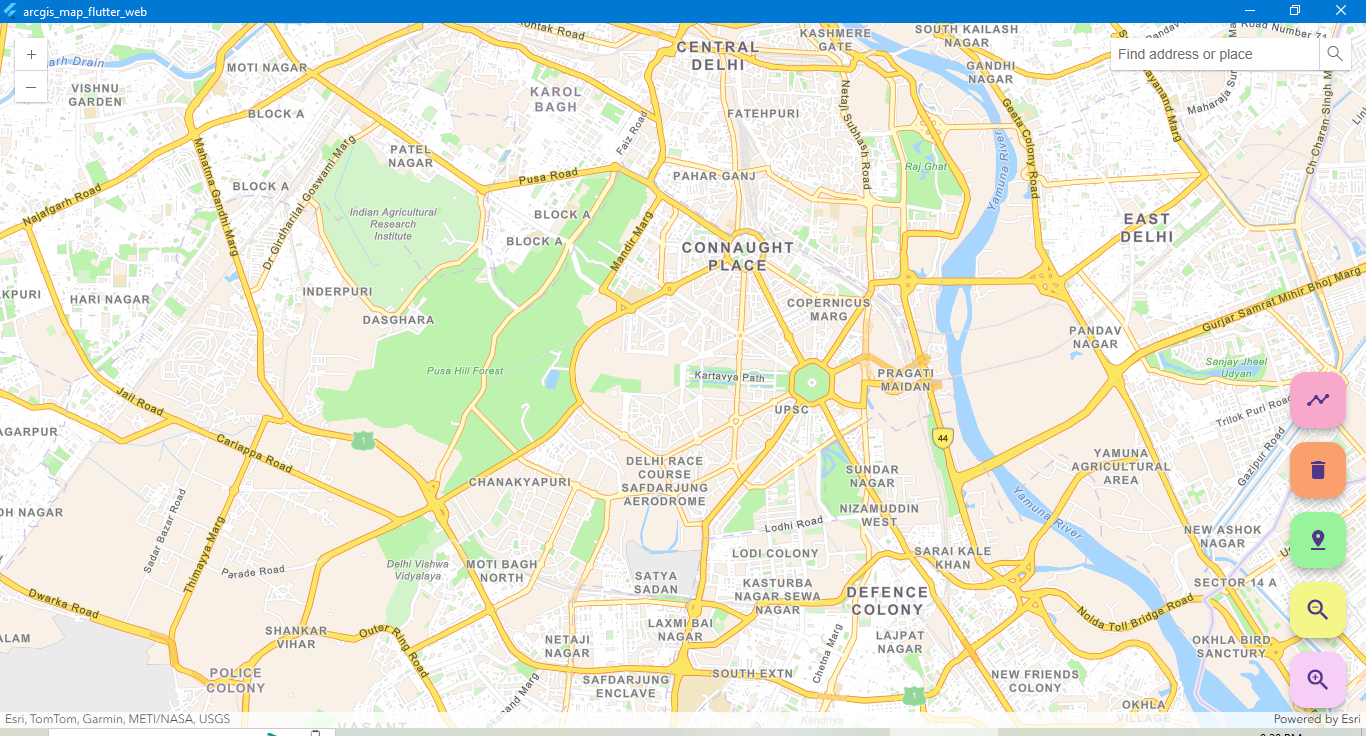 arcgis_map_flutter_web
Road Number 71
KASHMERE
GATE
SOUTH KAILASH
NAGAR
CENTRAL
DELHI
Find address or place
+
−
MOTI NAGAR
GANDHI
NAGAR
VISHNU
GARDEN
KAROL
BAGH
BLOCK A
FATEHPURI
Netaji Subhash Road
Geeta Colony Road
Faiz Road
Mahatma Gandhi Marg
Dr Girdharilal Goswami Marg
PATEL
NAGAR
Pusa Road
PAHAR GANJ
Raj Ghat
Yamuna River
BLOCK A
Najafgarh Road
Indian Agricultural
Research
Institute
BLOCK A
BLOCK A
Mandir Marg
EAST
DELHI
CONNAUGHT
PLACE
HARI NAGAR
INDERPURI
DASGHARA
COPERNICUS
MARG
Gurjar Samrat Mihir Bhoj Marg
PANDAV
NAGAR
Pusa Hill Forest
Kartavya Path
PRAGATI
MAIDAN
Sanjay Jheel
Udyan
Jail Road
UPSC
Trilok Puri Road
AGARPUR
Cariappa Road
1
44
Gazipur Road
DELHI RACE
COURSE
SAFDARJUNG
AERODROME
CHANAKYAPURI
SUNDAR
NAGAR
YAMUNA
AGRICULTURAL
AREA
Sadar Bazar Road
Thimayya Marg
NIZAMUDDIN
WEST
Yamuna River
DH NAGAR
Lodhi Road
NEW ASHOK
NAGAR
LODI COLONY
SARAI KALE
KHAN
Parade Road
Delhi Vishwa
Vidyalaya
MOTI BAGH
NORTH
SATYA
SADAN
KASTURBA
NAGAR SEWA
NAGAR
SECTOR 14 A
DEFENCE
COLONY
Dwarka Road
Noida Toll Bridge Road
SHANKAR
VIHAR
Outer Ring Road
LAXMI BAI
NAGAR
NETAJI
NAGAR
Chetna Marg
LAJPAT
NAGAR
OKHLA BIRD
SANCTUARY
POLICE
COLONY
SOUTH EXTN
SAFDARJUNG
ENCLAVE
NEW FRIENDS
COLONY
1
OKHLA
VILLAGE
Kendriya
VASANT
Esri, TomTom, Garmin, METI/NASA, USGS
Powered by Esri